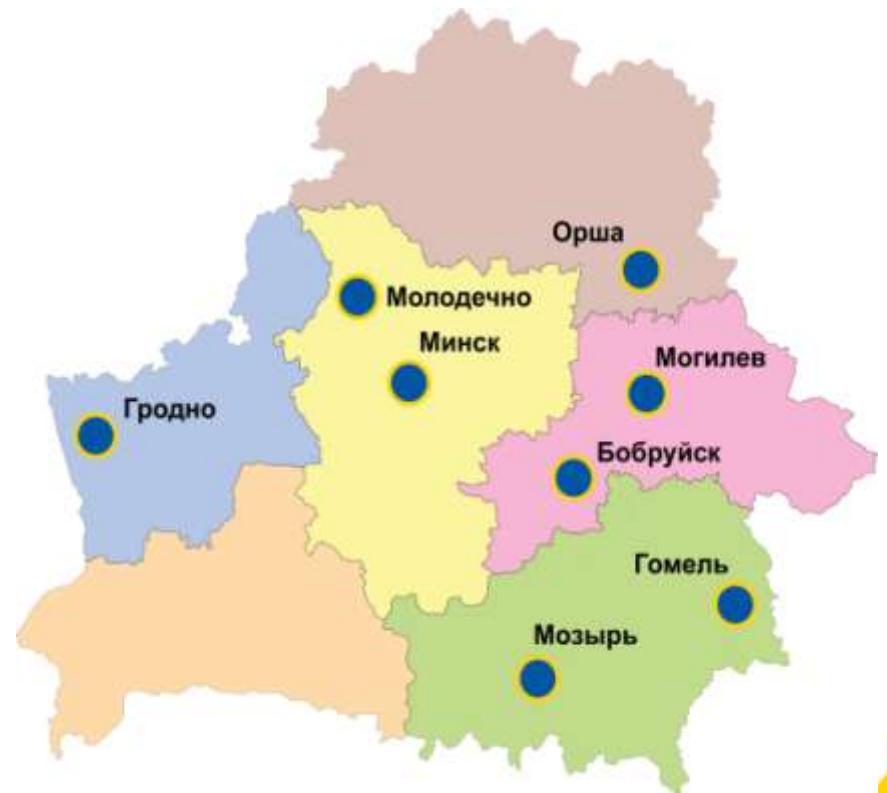 Орша
Молодечно
Минск
Могилев
Гродно
Бобруйск
Гомель
Мозырь